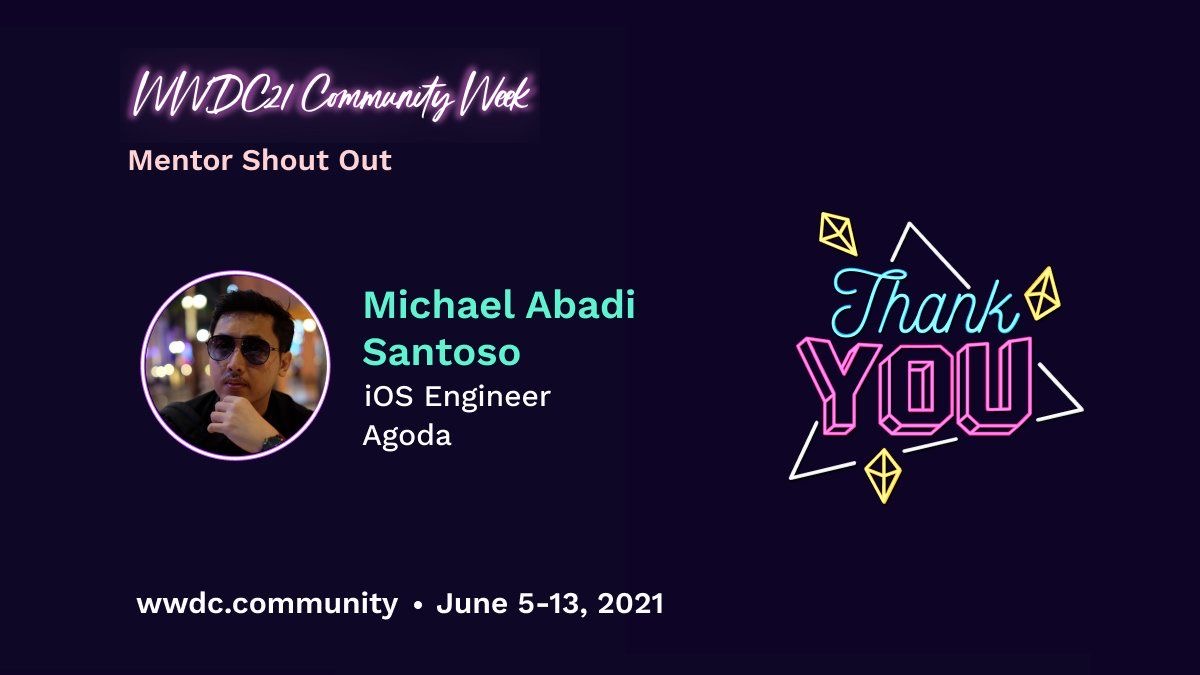 WWDC21 Community Week
Mentor Shout Out
Michael Abadi
Santoso
iOS Engineer
Agoda
Thank
YOU
wwdc.community • June 5-13, 2021